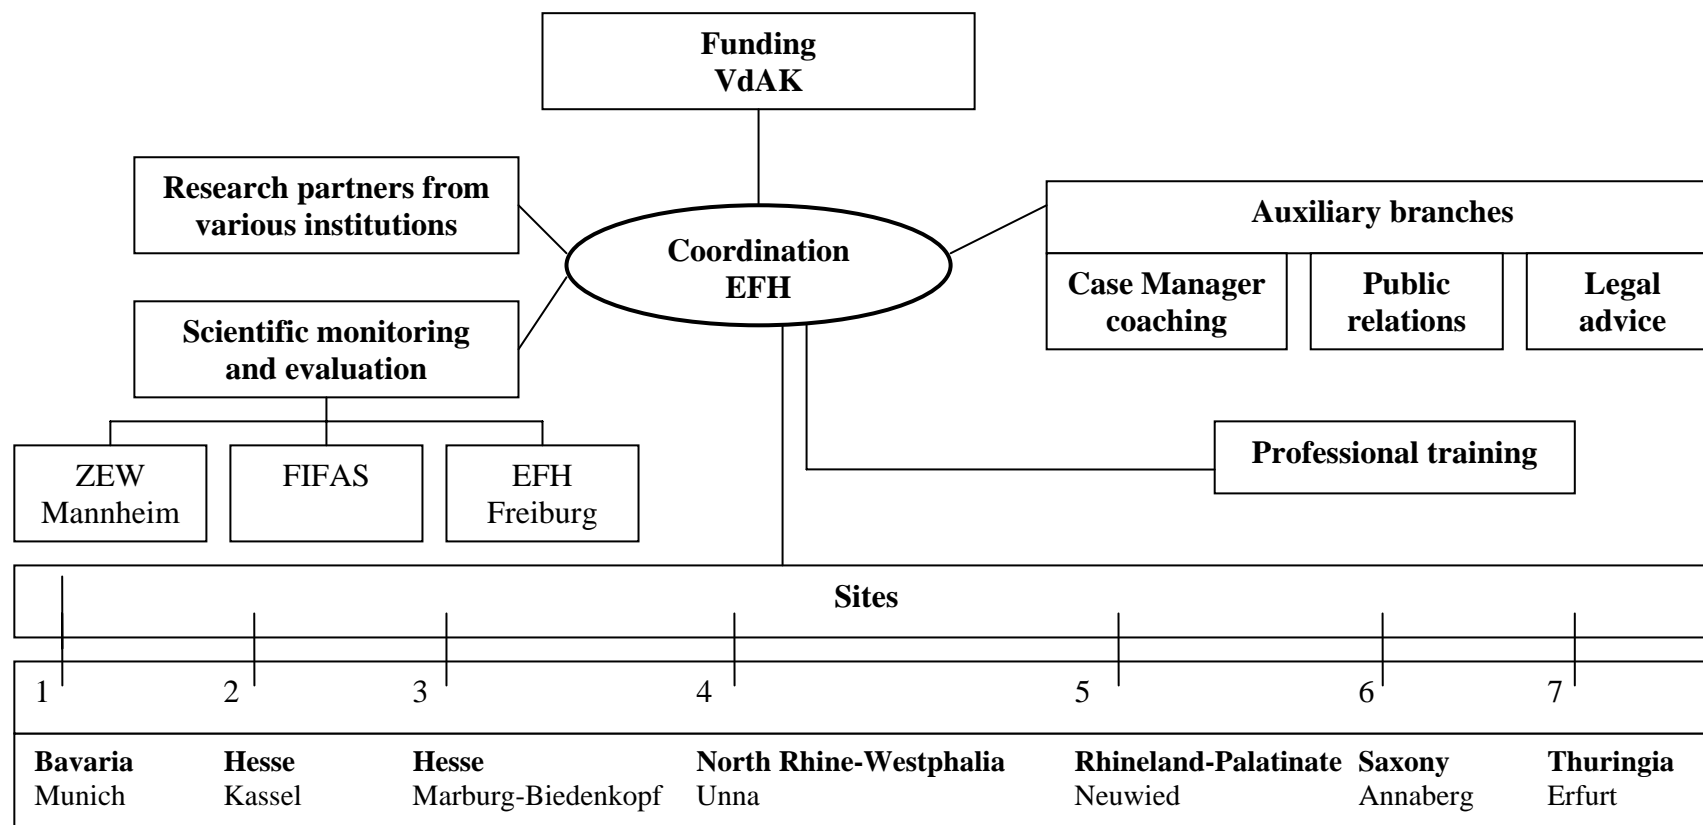 Funding
VdAK
Research partners from
various institutions
Coordination
EFH
Auxiliary branches
Case Manager
coaching
Public
relations
Legal
advice
Scientific monitoring
and evaluation
ZEW
Mannheim
FIFAS
EFH
Freiburg
Professional training
Sites
1 2 3 4 5 6 7
Bavaria Hesse Hesse North Rhine-Westphalia Rhineland-Palatinate Saxony Thuringia
Munich Kassel Marburg-Biedenkopf Unna Neuwied Annaberg Erfurt